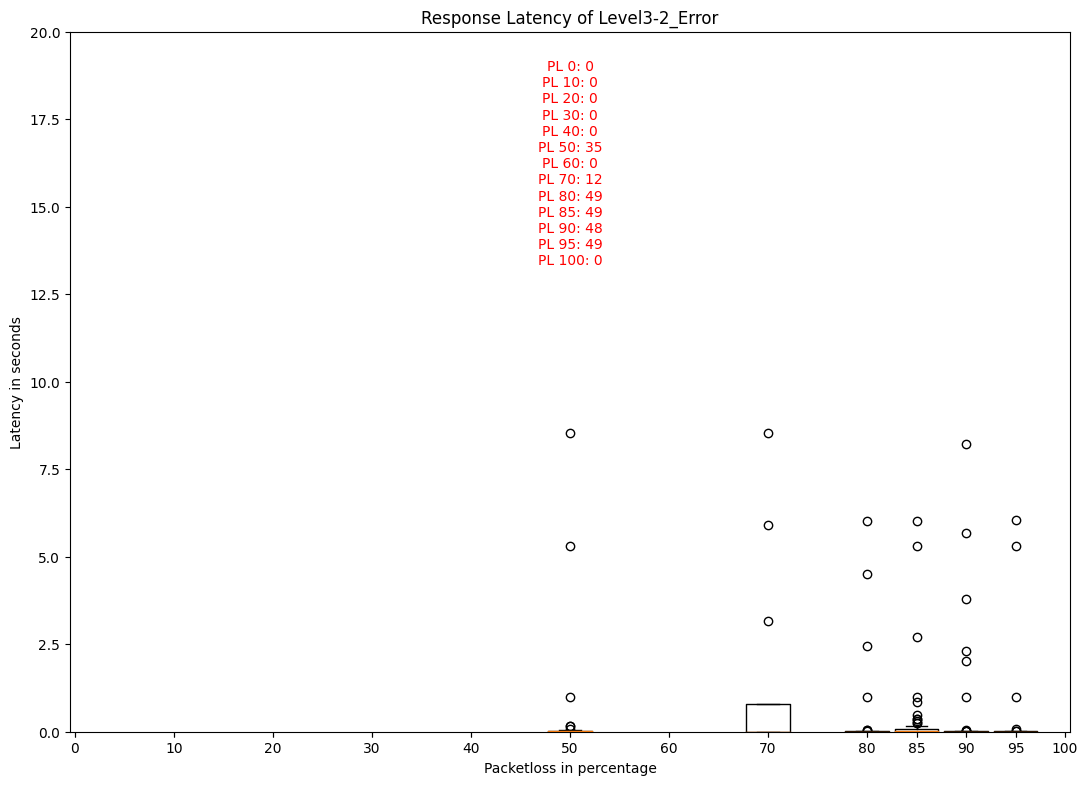 Response Latency of Level3-2_Error
20.0
PL 0: 0
PL 10: 0
PL 20: 0
PL 30: 0
PL 40: 0
PL 50: 35
PL 60: 0
PL 70: 12
PL 80: 49
PL 85: 49
PL 90: 48
PL 95: 49
PL 100: 0
17.5
15.0
12.5
10.0
7.5
5.0
2.5
0.0
Latency in seconds
0 10 20 30 40 50 60 70 80 85 90 95 100
Packetloss in percentage